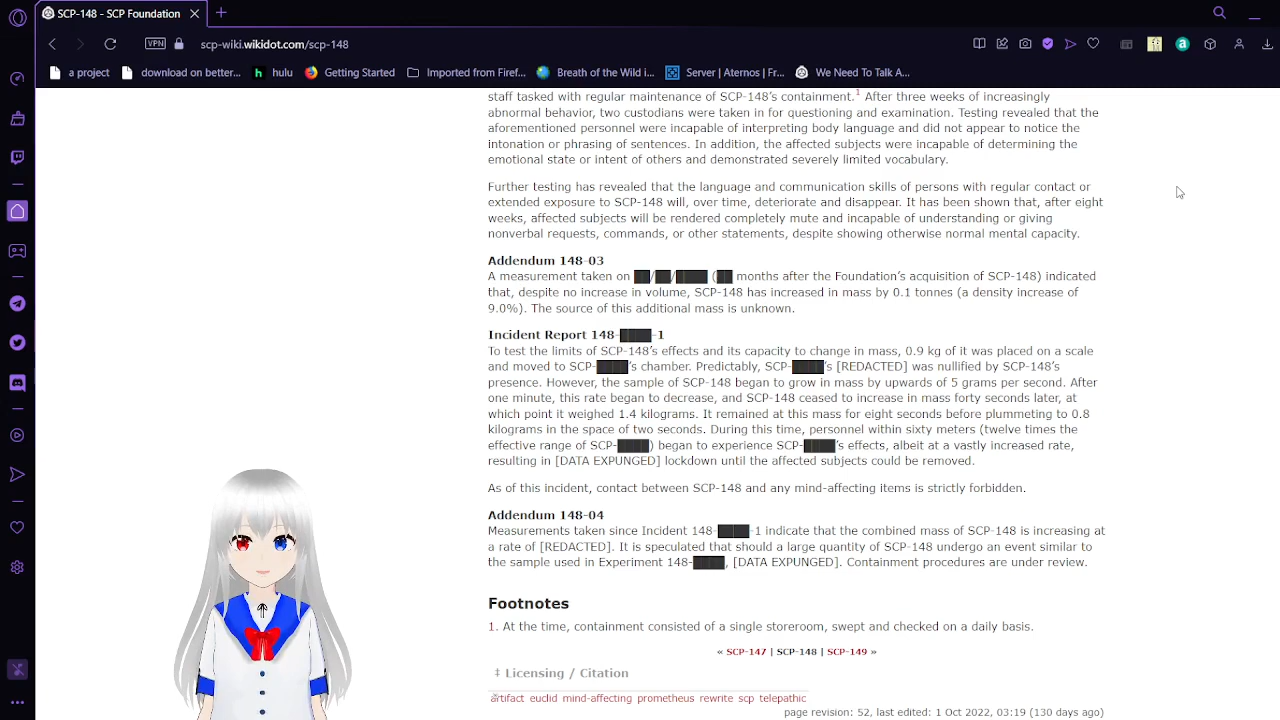 SCP-148 - SCP Foundation
VPN scp-wiki.wikidot.com/scp-148
a project download on better... hulu Getting Started Imported from Firef... Breath of the Wild i... Server | Aternos | Fr... We Need To Talk A...
staff tasked with regular maintenance of SCP-148's containment.1 After three weeks of increasingly
abnormal behavior, two custodians were taken in for questioning and examination. Testing revealed that the
aforementioned personnel were incapable of interpreting body language and did not appear to notice the
intonation or phrasing of sentences. In addition, the affected subjects were incapable of determining the
emotional state or intent of others and demonstrated severely limited vocabulary.
Further testing has revealed that the language and communication skills of persons with regular contact or
extended exposure to SCP-148 will, over time, deteriorate and disappear. It has been shown that, after eight
weeks, affected subjects will be rendered completely mute and incapable of understanding or giving
nonverbal requests, commands, or other statements, despite showing otherwise normal mental capacity.
Addendum 148-03
A measurement taken on ██/██/████ (██ months after the Foundation's acquisition of SCP-148) indicated
that, despite no increase in volume, SCP-148 has increased in mass by 0.1 tonnes (a density increase of
9.0%). The source of this additional mass is unknown.
Incident Report 148-████-1
To test the limits of SCP-148's effects and its capacity to change in mass, 0.9 kg of it was placed on a scale
and moved to SCP-████'s chamber. Predictably, SCP-████'s [REDACTED] was nullified by SCP-148's
presence. However, the sample of SCP-148 began to grow in mass by upwards of 5 grams per second. After
one minute, this rate began to decrease, and SCP-148 ceased to increase in mass forty seconds later, at
which point it weighed 1.4 kilograms. It remained at this mass for eight seconds before plummeting to 0.8
kilograms in the space of two seconds. During this time, personnel within sixty meters (twelve times the
effective range of SCP-████) began to experience SCP-████'s effects, albeit at a vastly increased rate,
resulting in [DATA EXPUNGED] lockdown until the affected subjects could be removed.
As of this incident, contact between SCP-148 and any mind-affecting items is strictly forbidden.
Addendum 148-04
Measurements taken since Incident 148-████-1 indicate that the combined mass of SCP-148 is increasing at
a rate of [REDACTED]. It is speculated that should a large quantity of SCP-148 undergo an event similar to
the sample used in Experiment 148-████, [DATA EXPUNGED]. Containment procedures are under review.
Footnotes
1. At the time, containment consisted of a single storeroom, swept and checked on a daily basis.
« SCP-147 | SCP-148 | SCP-149 »
‡ Licensing / Citation
artifact euclid mind-affecting prometheus rewrite scp telepathic
page revision: 52, last edited: 1 Oct 2022, 03:19 (130 days ago)